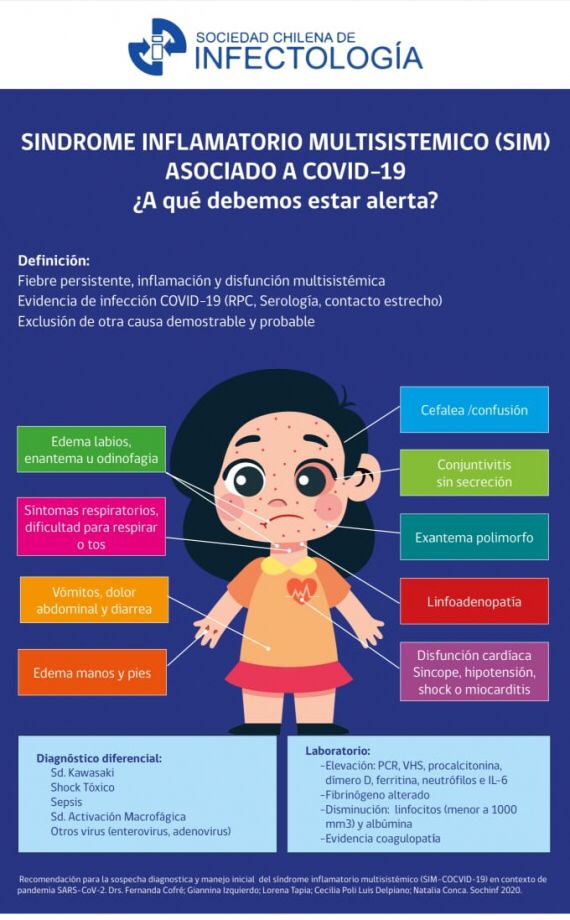 SOCIEDAD CHILENA DE
INFECTOLOGÍA
SINDROME INFLAMATORIO MULTISISTEMICO (SIM)
ASOCIADO A COVID-19
¿A qué debemos estar alerta?
Definición:
Fiebre persistente, inflamación y disfunción multisistémica
Evidencia de infección COVID-19 (RPC, Serología, contacto estrecho)
Exclusión de otra causa demostrable y probable
Edema labios,
enantema u odinofagia
Síntomas respiratorios,
dificultad para respirar
o tos
Vómitos, dolor
abdominal y diarrea
Edema manos y pies
Cefalea /confusión
Conjuntivitis
sin secreción
Exantema polimorfo
Linfoadenopatía
Disfunción cardíaca
Sincope, hipotensión,
shock o miocarditis
Diagnóstico diferencial:
Sd. Kawasaki
Shock Tóxico
Sepsis
Sd. Activación Macrofágica
Otros virus (enterovirus, adenovirus)
Laboratorio:
-Elevación: PCR, VHS, procalcitonina,
dímero D, ferritina, neutrófilos e IL-6
-Fibrinógeno alterado
-Disminución: linfocitos (menor a 1000
mm3) y albúmina
-Evidencia coagulopatía
Recomendación para la sospecha diagnostica y manejo inicial del síndrome inflamatorio multisistémico (SIM-COCVID-19) en contexto de
pandemia SARS-CoV-2. Drs. Fernanda Cofré; Giannina Izquierdo; Lorena Tapia; Cecilia Poli Luis Delpiano; Natalia Conca. Sochinf 2020.